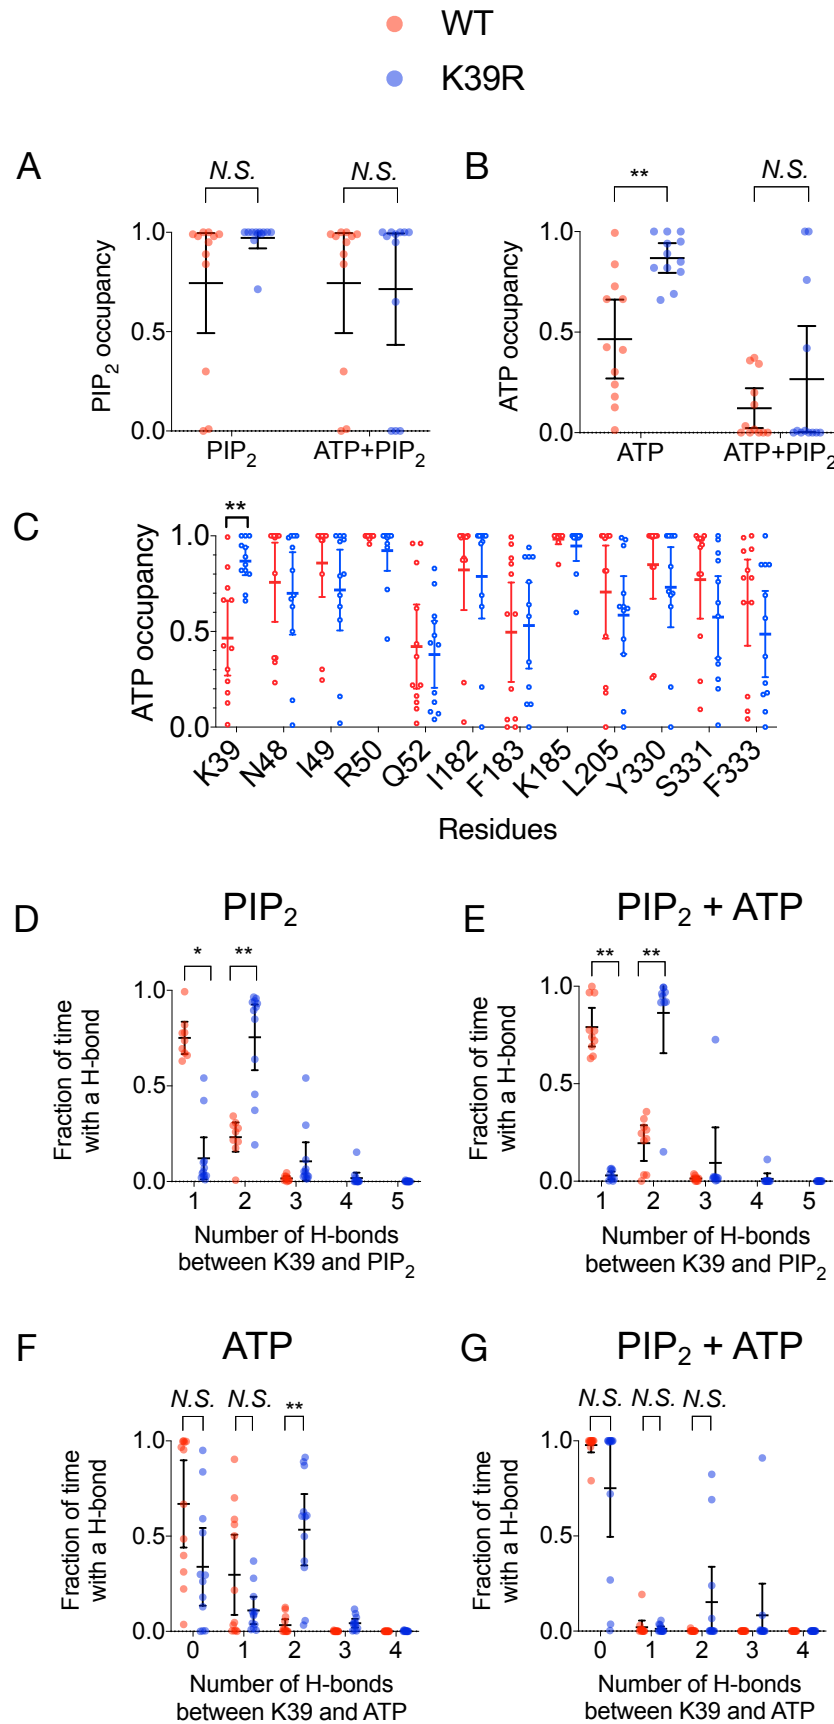 WT
K39R
A
N.S.
N.S.
PIP2 occupancy
1.0
0.5
0.0
PIP2
ATP+PIP2
B
**
N.S.
ATP occupancy
1.0
0.5
0.0
ATP
ATP+PIP2
C
**
ATP occupancy
1.0
0.5
0.0
K39
N48
I49
R50
Q52
I182
F183
K185
L205
Y330
S331
F333
Residues
D
PIP2
*
**
Fraction of time
with a H-bond
1.0
0.5
0.0
1 2 3 4 5
Number of H-bonds
between K39 and PIP2
E
PIP2 + ATP
**
**
Fraction of time
with a H-bond
1.0
0.5
0.0
1 2 3 4 5
Number of H-bonds
between K39 and PIP2
F
ATP
N.S.
N.S.
**
Fraction of time
with a H-bond
1.0
0.5
0.0
0 1 2 3 4
Number of H-bonds
between K39 and ATP
G
PIP2 + ATP
N.S.
N.S.
N.S.
Fraction of time
with a H-bond
1.0
0.5
0.0
0 1 2 3 4
Number of H-bonds
between K39 and ATP